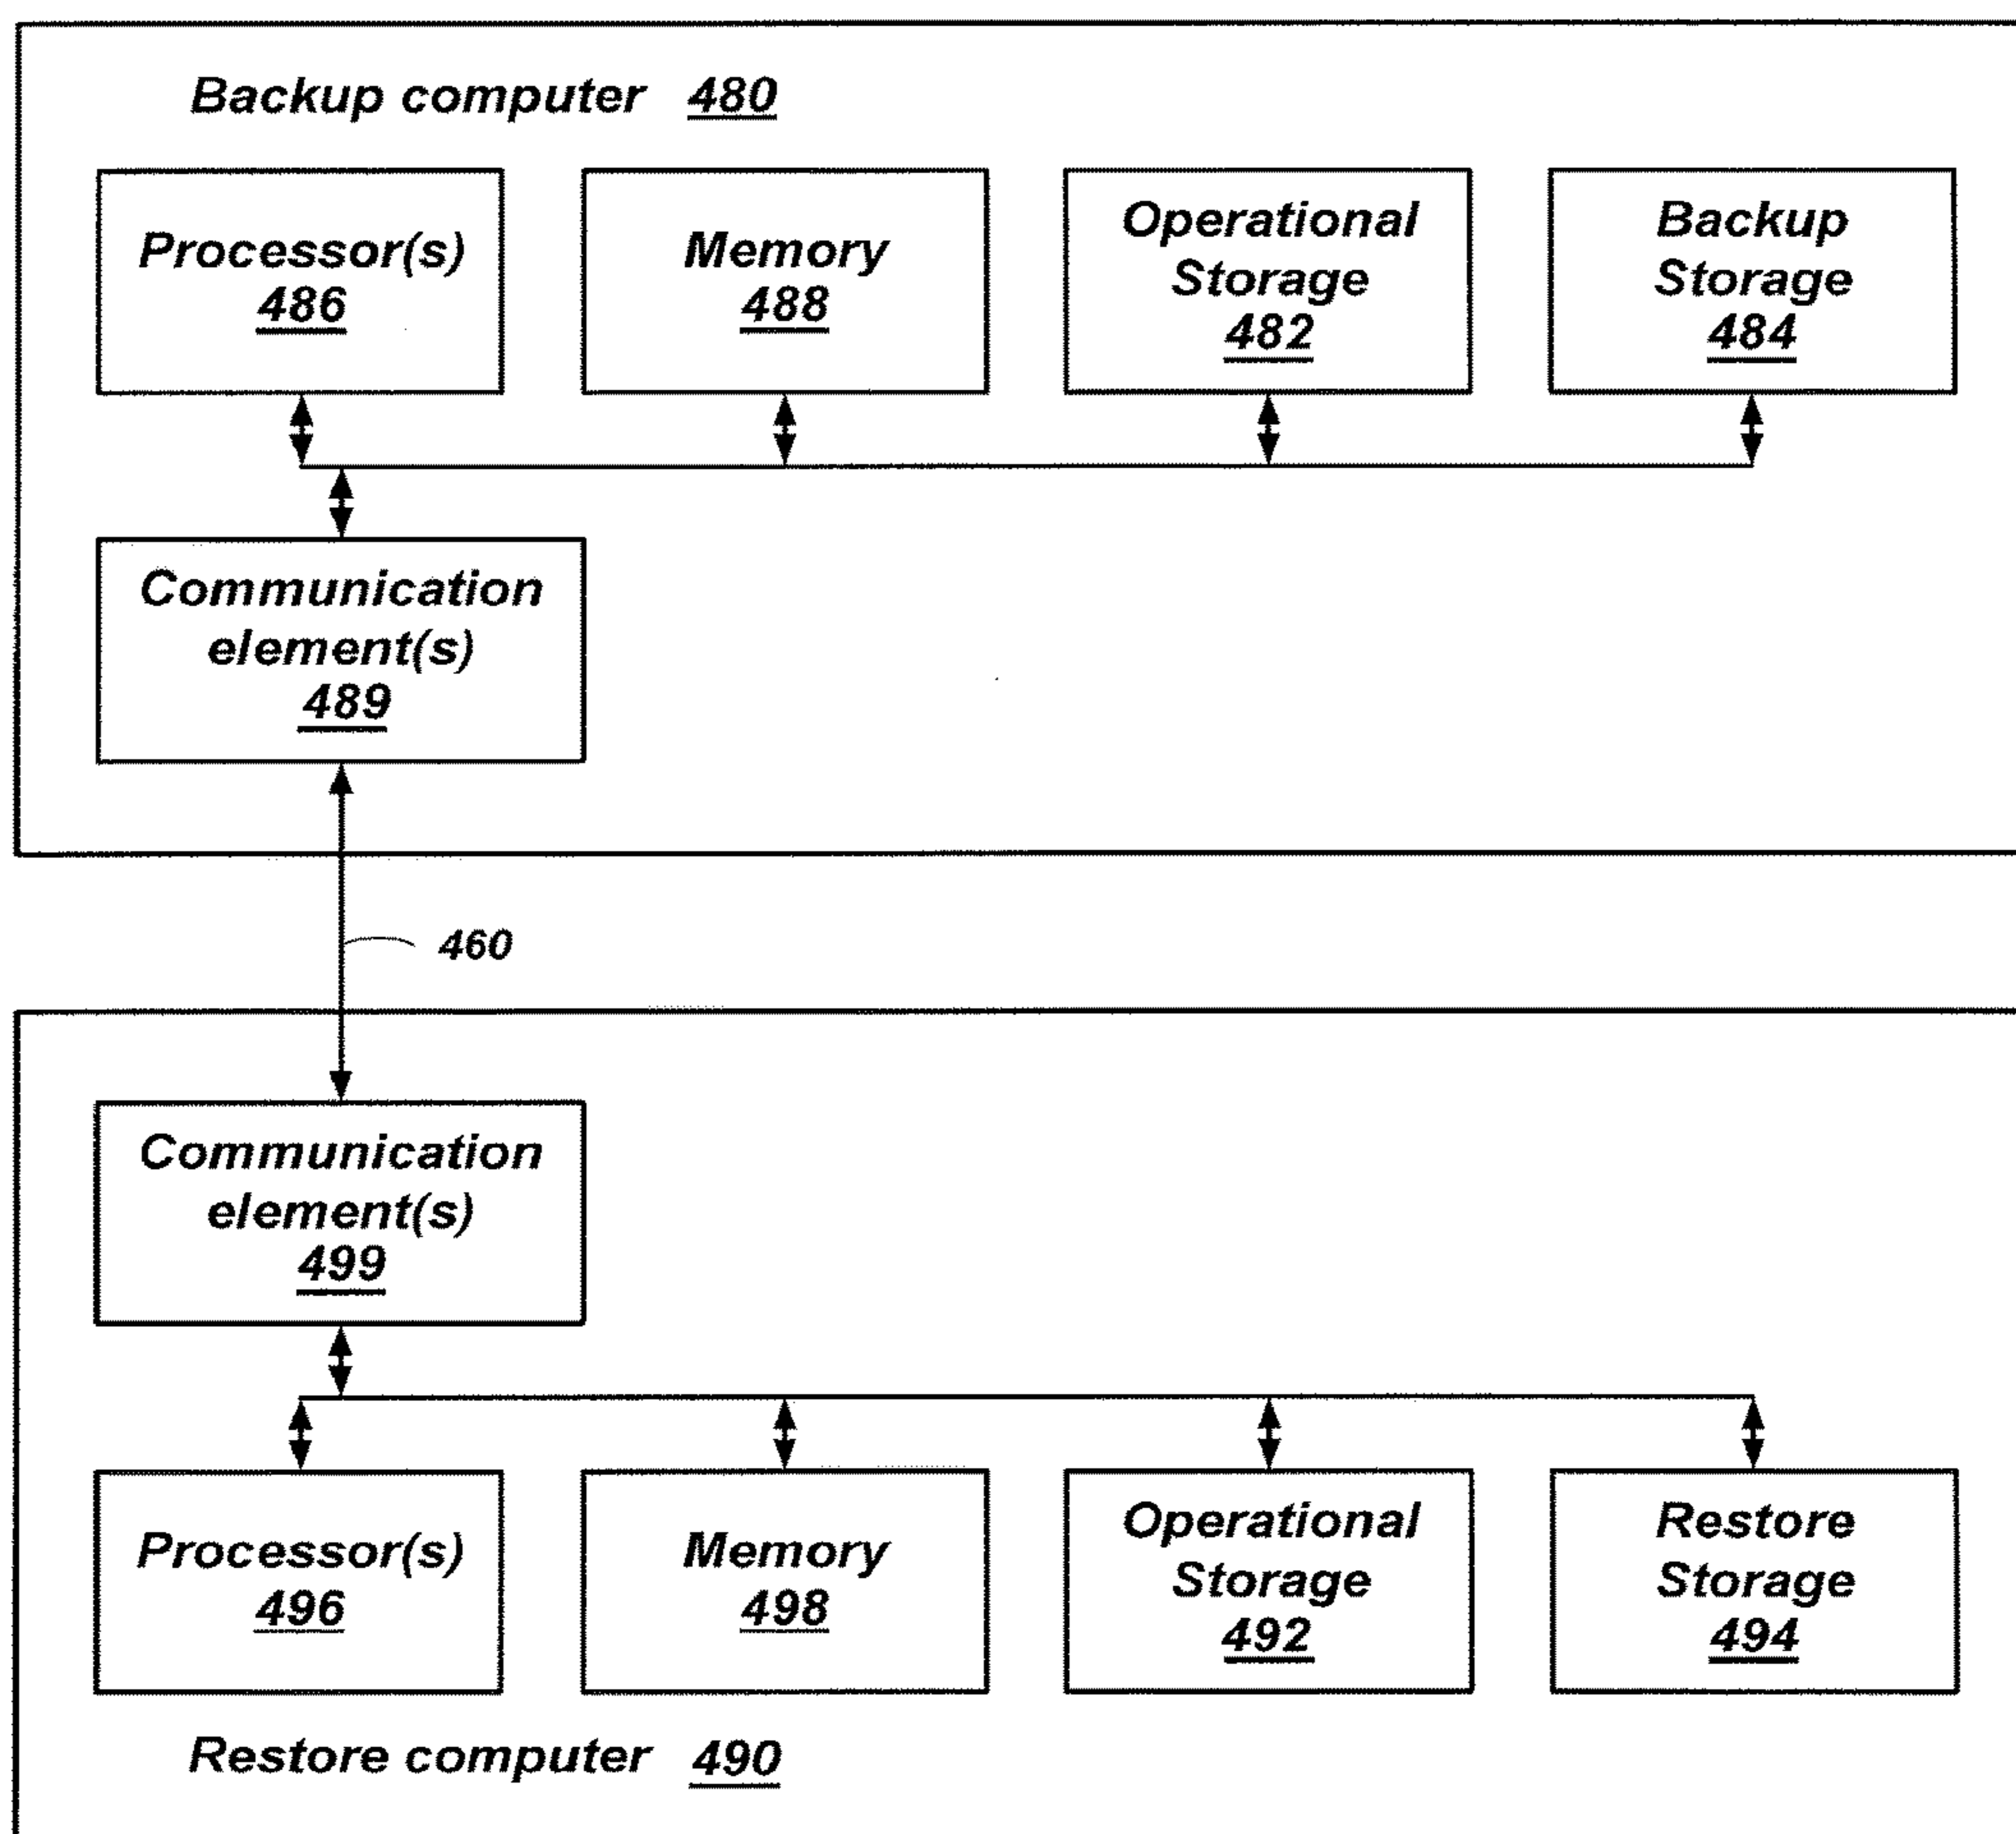 Backup computer 480
Processor(s)
486
Memory
488
Operational
Storage
482
Backup
Storage
484
Communication
element(s)
489
460
Communication
element(s)
499
Processor(s)
496
Memory
498
Operational
Storage
492
Restore
Storage
494
Restore computer 490